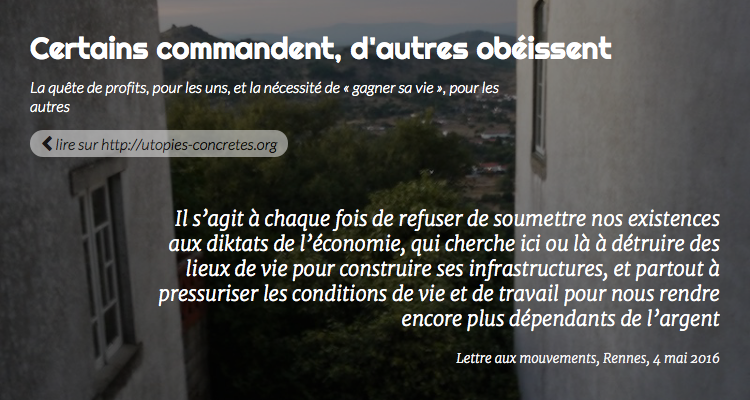 Certains commandent, d'autres obéissent
La quête de profits, pour les uns, et la nécessité de « gagner sa vie », pour les
autres
lire sur http://utopies-concretes.org
Il s’agit à chaque fois de refuser de soumettre nos existences
aux diktats de l’économie, qui cherche ici ou là à détruire des
lieux de vie pour construire ses infrastructures, et partout à
pressuriser les conditions de vie et de travail pour nous rendre
encore plus dépendants de l’argent
Lettre aux mouvements, Rennes, 4 mai 2016